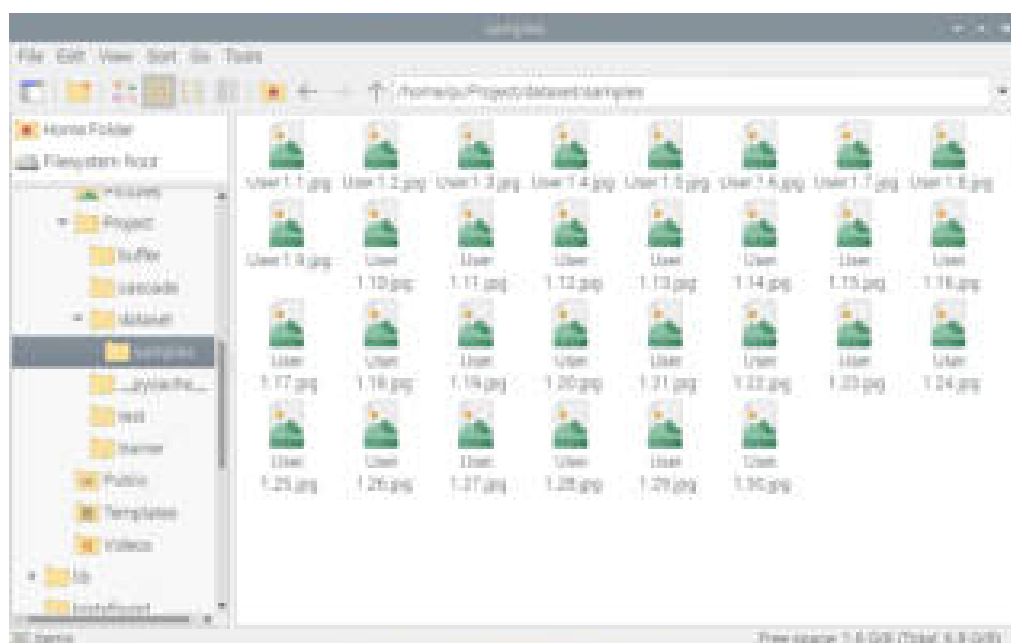 samples
File Edit View Sort Go Tools
/home/pi/Project/dataset/samples
Home Folder
Filesystem Root
Pictures
Project
buffer
cascade
dataset
samples
__pycache__
test
trainer
Public
Templates
Videos
lib
User 1.1.jpg User 1.2.jpg User 1.3.jpg User 1.4.jpg User 1.5.jpg User 1.6.jpg User 1.7.jpg User 1.8.jpg
User 1.9.jpg User User User User User User User
1.10.jpg 1.11.jpg 1.12.jpg 1.13.jpg 1.14.jpg 1.15.jpg 1.16.jpg
User User User User User User User User
1.17.jpg 1.18.jpg 1.19.jpg 1.20.jpg 1.21.jpg 1.22.jpg 1.23.jpg 1.24.jpg
User User User User User User
1.25.jpg 1.26.jpg 1.27.jpg 1.28.jpg 1.29.jpg 1.30.jpg
30 items